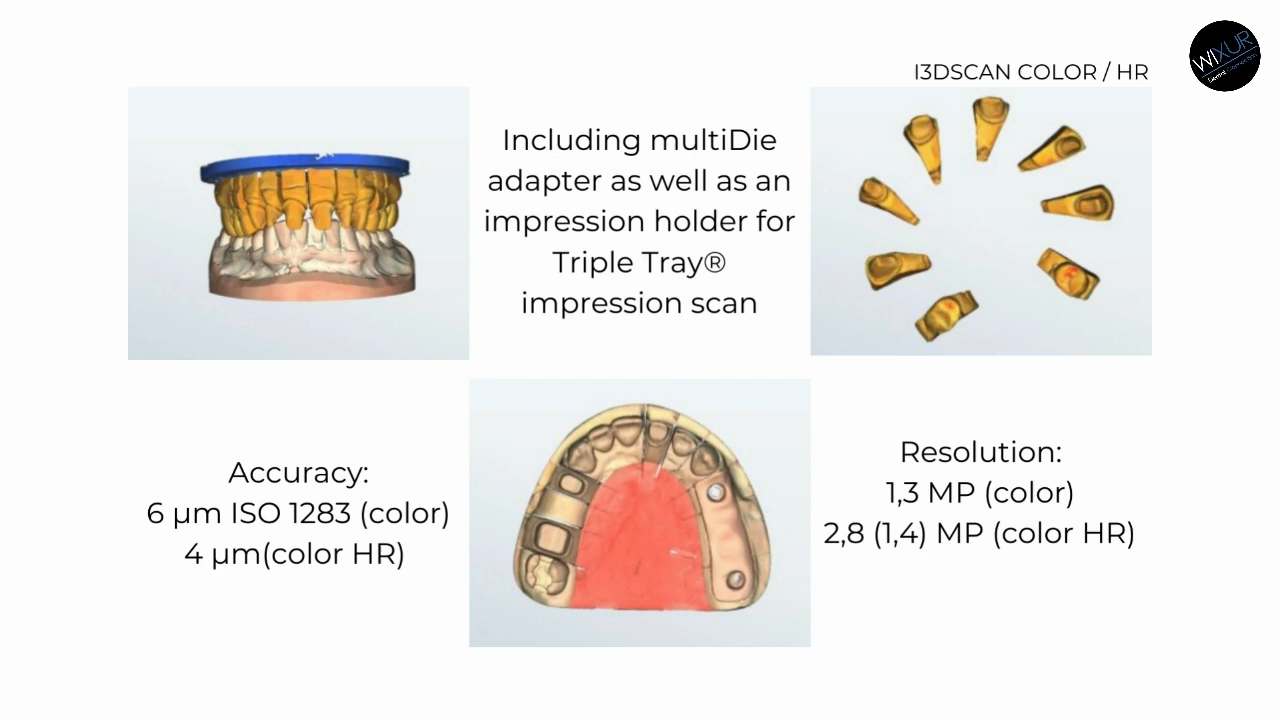 I3DSCAN COLOR / HR
WIXUR
Including multiDie
adapter as well as an
impression holder for
Triple Tray®
impression scan
Accuracy:
6 µm ISO 1283 (color)
4 µm(color HR)
Resolution:
1,3 MP (color)
2,8 (1,4) MP (color HR)